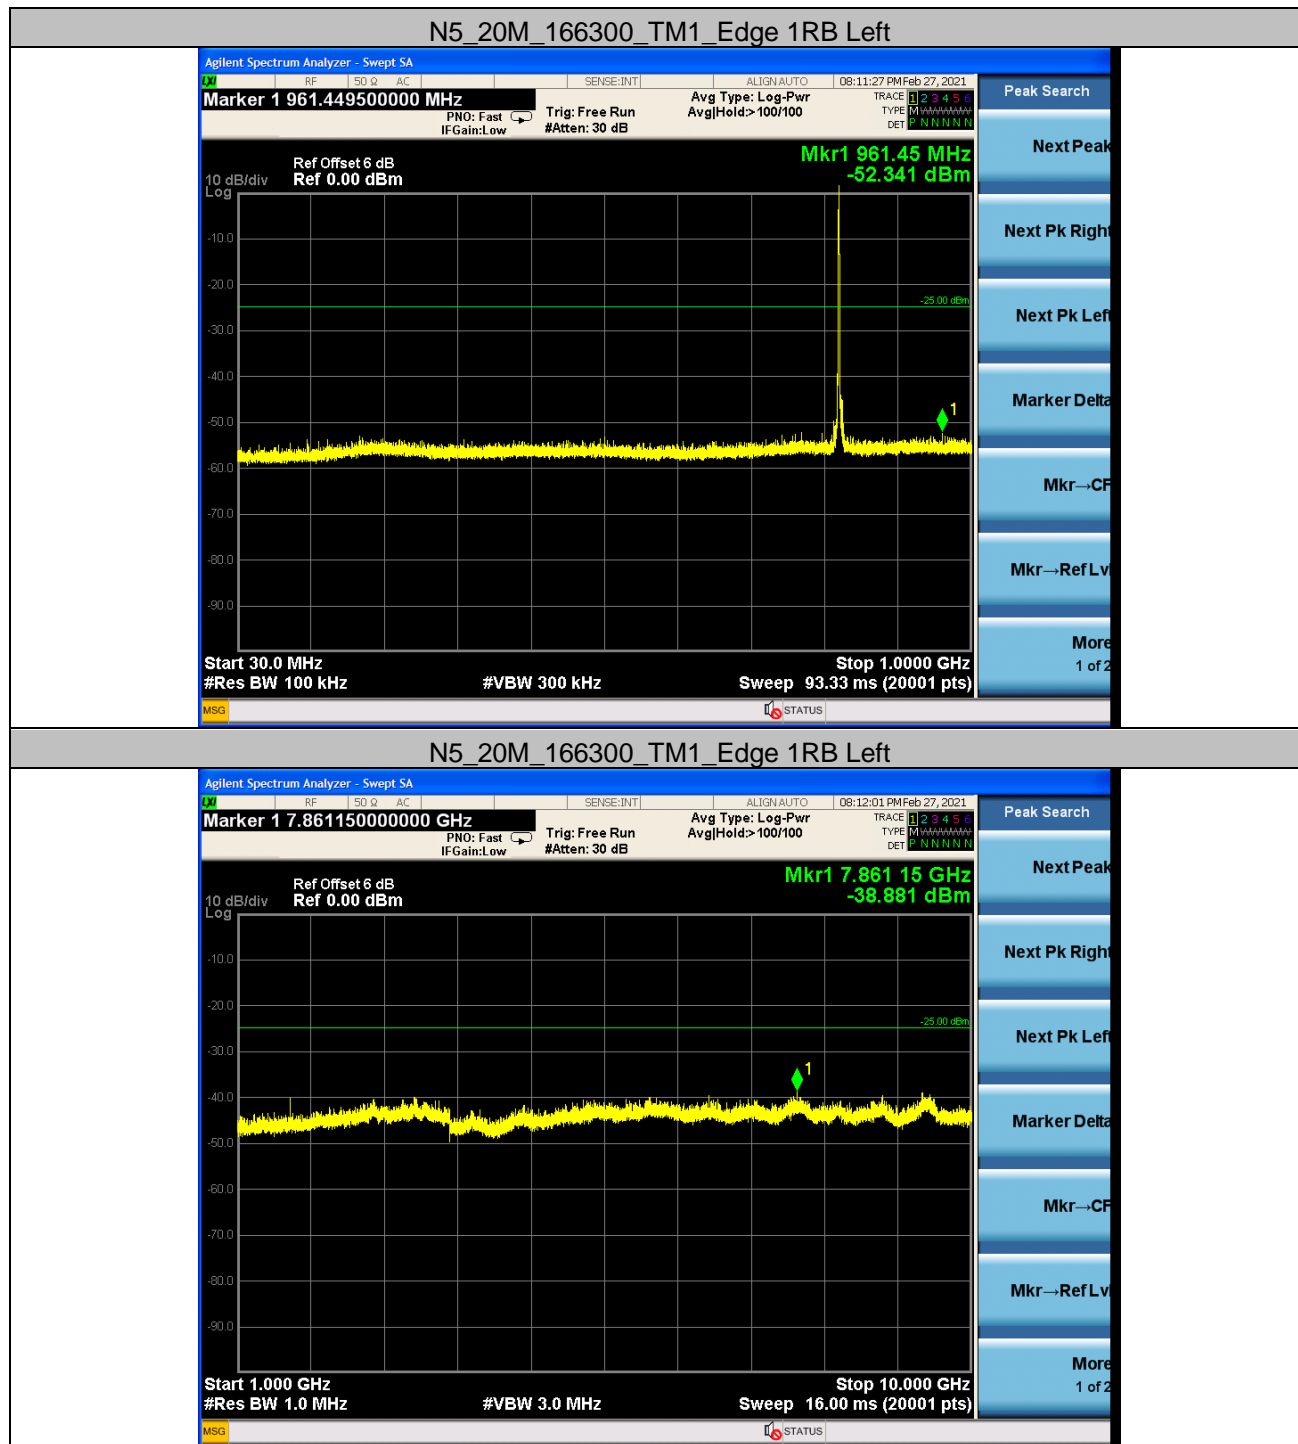 N5_20M_166300_TM1_Edge 1RB Left
Agilent Spectrum Analyzer - Swept SA
LXI RF 50 Ω AC SENSE:INT ALIGN AUTO 08:11:27 PM Feb 27, 2021
Marker 1 961.449500000 MHz
PNO: Fast
IFGain:Low
Trig: Free Run
#Atten: 30 dB
Avg Type: Log-Pwr
Avg|Hold:>100/100
TRACE 1 2 3 4 5 6
TYPE M WWWWW
DET P N N N N N
Peak Search
Mkr1 961.45 MHz
-52.341 dBm
Ref Offset 6 dB
10 dB/div Ref 0.00 dBm
Log
-10.0
-20.0
-25.00 dBm
-30.0
-40.0
-50.0
-60.0
-70.0
-80.0
-90.0
1
Start 30.0 MHz Stop 1.0000 GHz
#Res BW 100 kHz #VBW 300 kHz Sweep 93.33 ms (20001 pts)
MSG STATUS
Next Peak
Next Pk Right
Next Pk Left
Marker Delta
Mkr→CF
Mkr→Ref Lvl
More
1 of 2
N5_20M_166300_TM1_Edge 1RB Left
Agilent Spectrum Analyzer - Swept SA
LXI RF 50 Ω AC SENSE:INT ALIGN AUTO 08:12:01 PM Feb 27, 2021
Marker 1 7.861150000000 GHz
PNO: Fast
IFGain:Low
Trig: Free Run
#Atten: 30 dB
Avg Type: Log-Pwr
Avg|Hold:>100/100
TRACE 1 2 3 4 5 6
TYPE M WWWWW
DET P N N N N N
Peak Search
Mkr1 7.861 15 GHz
-38.881 dBm
Ref Offset 6 dB
10 dB/div Ref 0.00 dBm
Log
-10.0
-20.0
-25.00 dBm
-30.0
-40.0
-50.0
-60.0
-70.0
-80.0
-90.0
1
Start 1.000 GHz Stop 10.000 GHz
#Res BW 1.0 MHz #VBW 3.0 MHz Sweep 16.00 ms (20001 pts)
MSG STATUS
Next Peak
Next Pk Right
Next Pk Left
Marker Delta
Mkr→CF
Mkr→Ref Lvl
More
1 of 2